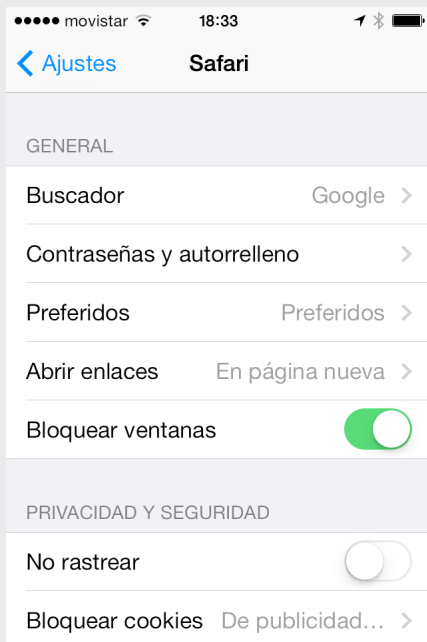 movistar 18:33
Ajustes Safari
GENERAL
Buscador Google
Contraseñas y autorrelleno
Preferidos Preferidos
Abrir enlaces En página nueva
Bloquear ventanas
PRIVACIDAD Y SEGURIDAD
No rastrear
Bloquear cookies De publicidad...